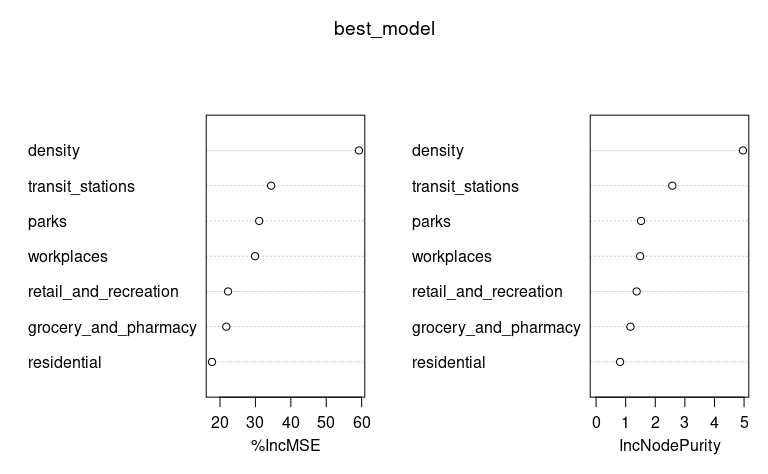 best_model
density
transit_stations
parks
workplaces
retail_and_recreation
grocery_and_pharmacy
residential
20 30 40 50 60
%IncMSE
density
transit_stations
parks
workplaces
retail_and_recreation
grocery_and_pharmacy
residential
0 1 2 3 4 5
IncNodePurity